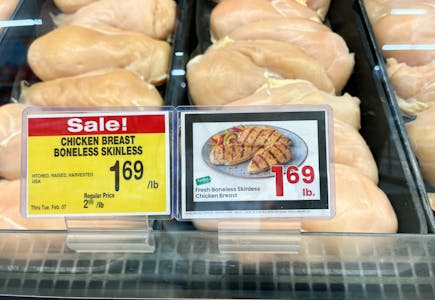 Sale!
CHICKEN BREAST
BONELESS SKINLESS
HTCHED, RAISED, HARVESTED
USA
1 69 /lb
Regular Price
2 99 /lb
Thru Tue, Feb. 07
1 69
lb.
Fresh Boneless Skinless
Chicken Breast